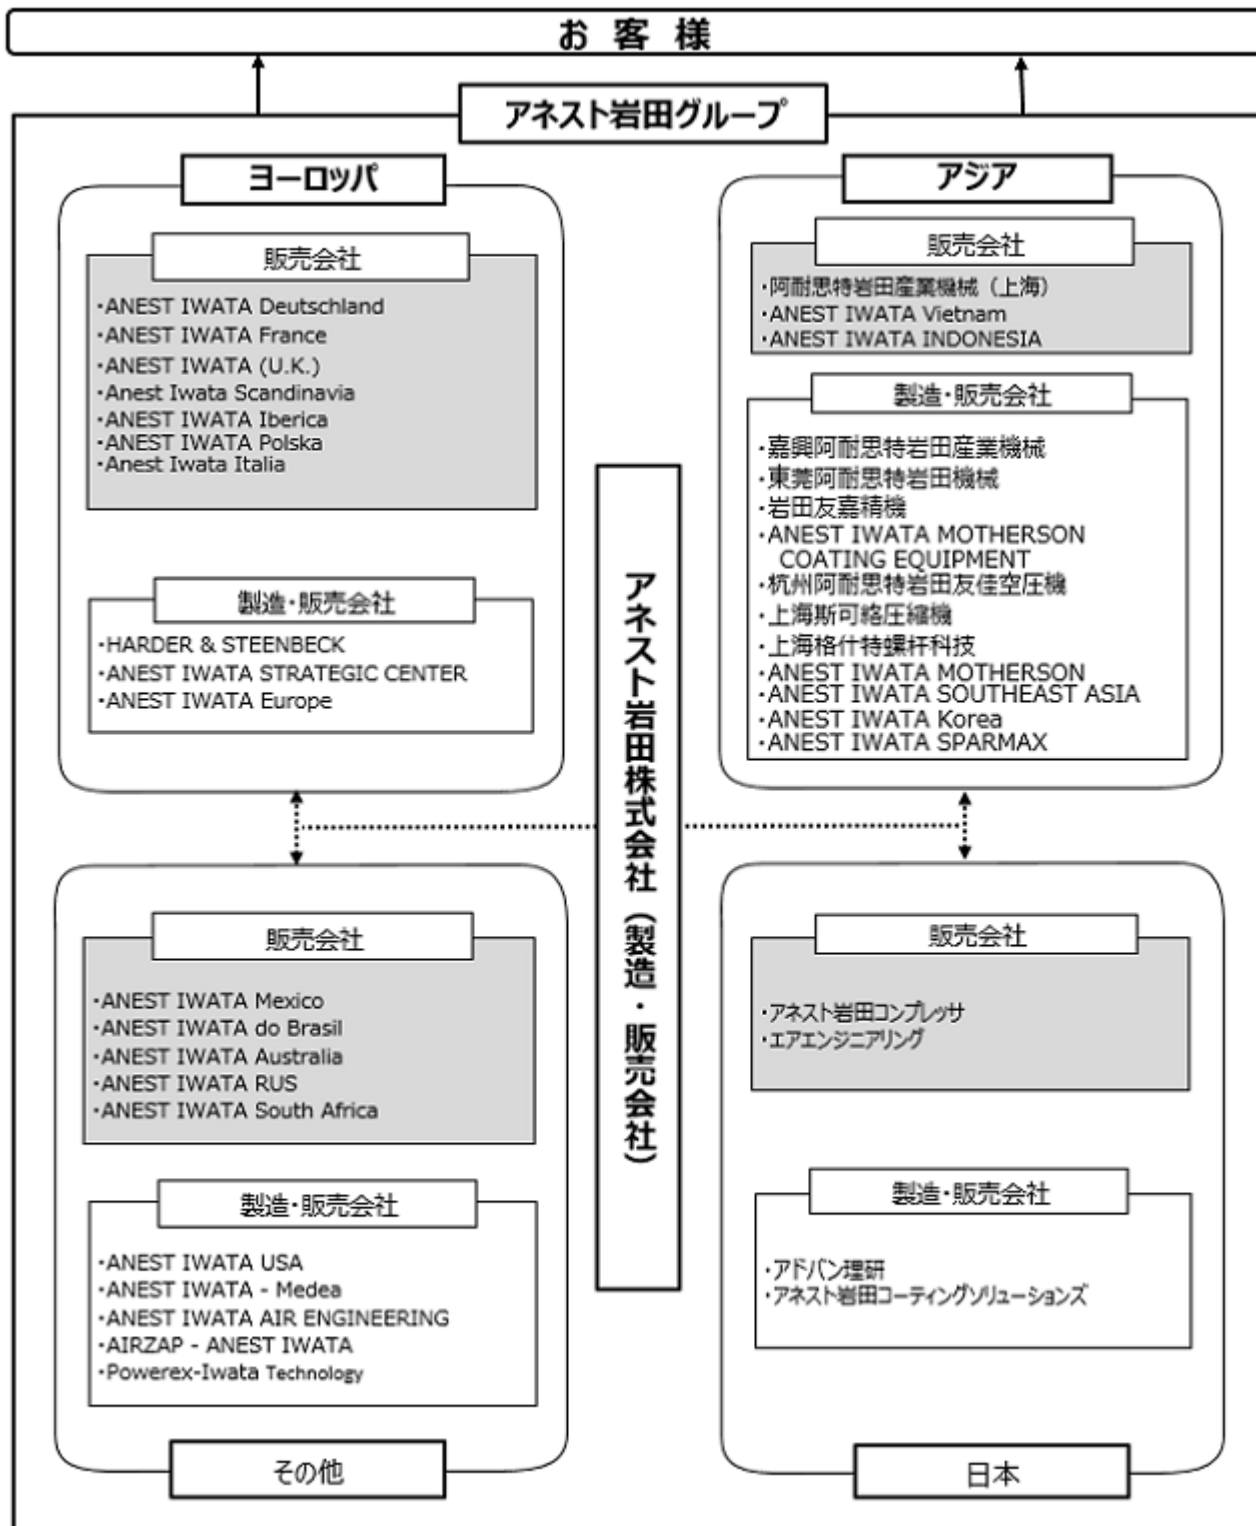 お客様
アネスト岩田グループ
ヨーロッパ
販売会社
・ANEST IWATA Deutschland
・ANEST IWATA France
・ANEST IWATA (U.K.)
・Anest Iwata Scandinavia
・ANEST IWATA Iberica
・ANEST IWATA Polska
・Anest Iwata Italia
製造・販売会社
・HARDER & STEENBECK
・ANEST IWATA STRATEGIC CENTER
・ANEST IWATA Europe
アジア
販売会社
・阿耐思特岩田産業機械（上海）
・ANEST IWATA Vietnam
・ANEST IWATA INDONESIA
製造・販売会社
・嘉興阿耐思特岩田産業機械
・東莞阿耐思特岩田機械
・岩田友嘉精機
・ANEST IWATA MOTHERSON
COATING EQUIPMENT
・杭州阿耐思特岩田友佳空圧機
・上海斯可絡圧縮機
・上海格什特螺杆科技
・ANEST IWATA MOTHERSON
・ANEST IWATA SOUTHEAST ASIA
・ANEST IWATA Korea
・ANEST IWATA SPARMAX
アネスト岩田株式会社（製造・販売会社）
販売会社
・ANEST IWATA Mexico
・ANEST IWATA do Brasil
・ANEST IWATA Australia
・ANEST IWATA RUS
・ANEST IWATA South Africa
製造・販売会社
・ANEST IWATA USA
・ANEST IWATA - Medea
・ANEST IWATA AIR ENGINEERING
・AIRZAP - ANEST IWATA
・Powerex-Iwata Technology
その他
販売会社
・アネスト岩田コンプレッサ
・エアエンジニアリング
製造・販売会社
・アドバン理研
・アネスト岩田コーティングソリューションズ
日本